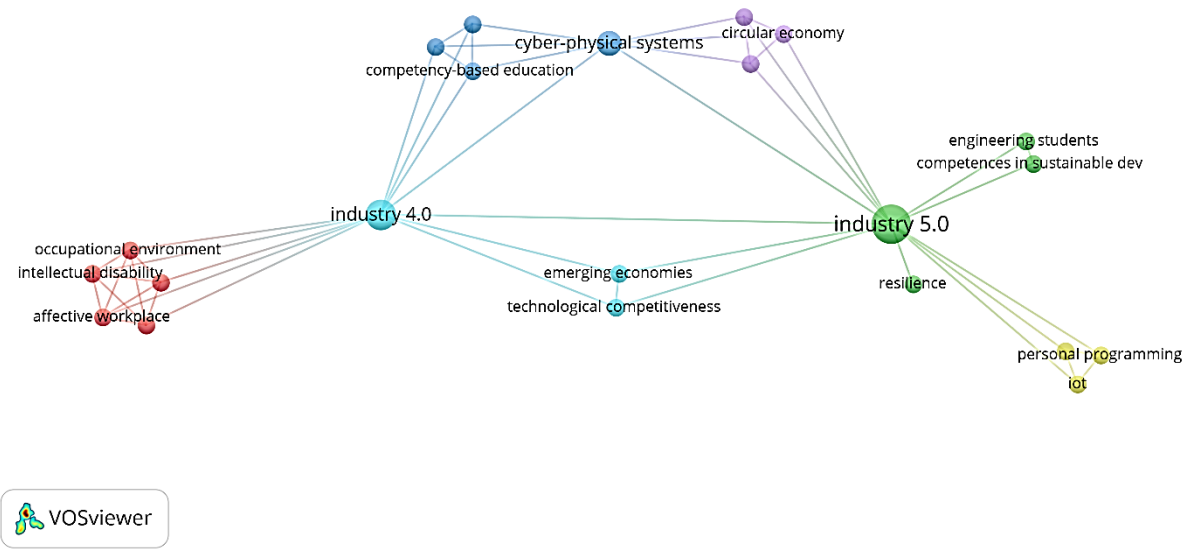 circular economy
cyber-physical systems
competency-based education
engineering students
competences in sustainable dev
industry 4.0
industry 5.0
occupational environment
intellectual disability
emerging economies
resilience
technological competitiveness
affective workplace
personal programming
iot
VOSviewer